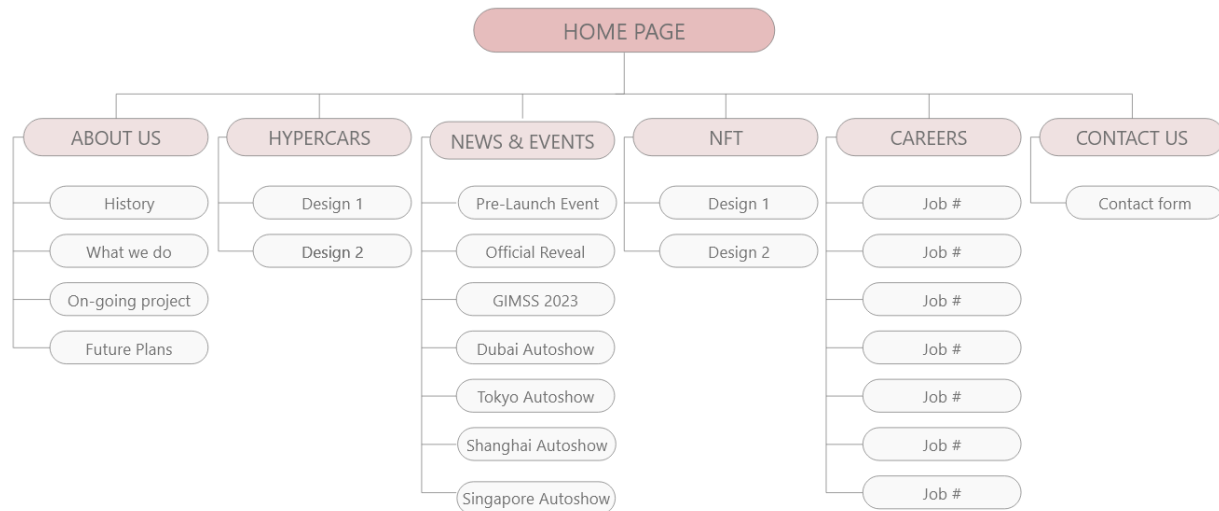 HOME PAGE
ABOUT US
History
What we do
On-going project
Future Plans
HYPERCARS
Design 1
Design 2
NEWS & EVENTS
Pre-Launch Event
Official Reveal
GIMSS 2023
Dubai Autoshow
Tokyo Autoshow
Shanghai Autoshow
Singapore Autoshow
NFT
Design 1
Design 2
CAREERS
Job #
Job #
Job #
Job #
Job #
Job #
Job #
CONTACT US
Contact form